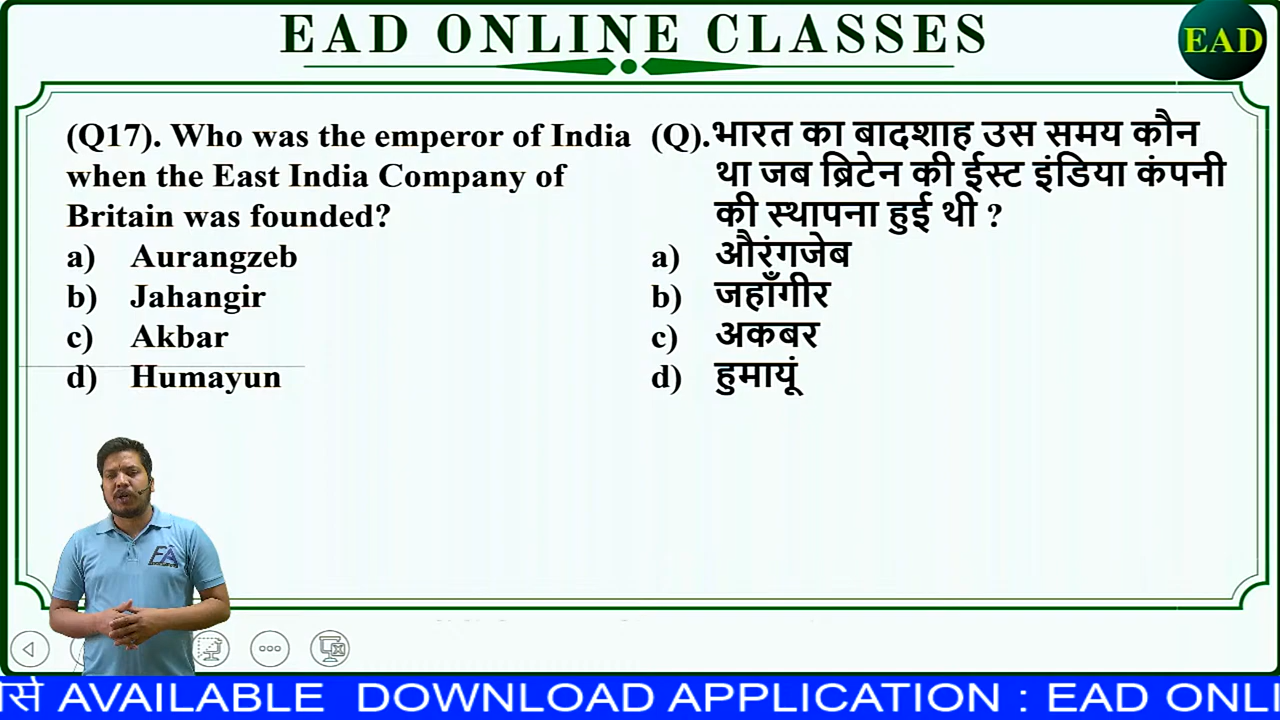 EAD ONLINE CLASSES
EAD
(Q17). Who was the emperor of India
when the East India Company of
Britain was founded?
a) Aurangzeb
b) Jahangir
c) Akbar
d) Humayun
(Q).भारत का बादशाह उस समय कौन
था जब ब्रिटेन की ईस्ट इंडिया कंपनी
की स्थापना हुई थी ?
a) औरंगजेब
b) जहाँगीर
c) अकबर
d) हुमायूं
AVAILABLE DOWNLOAD APPLICATION : EAD ONLI